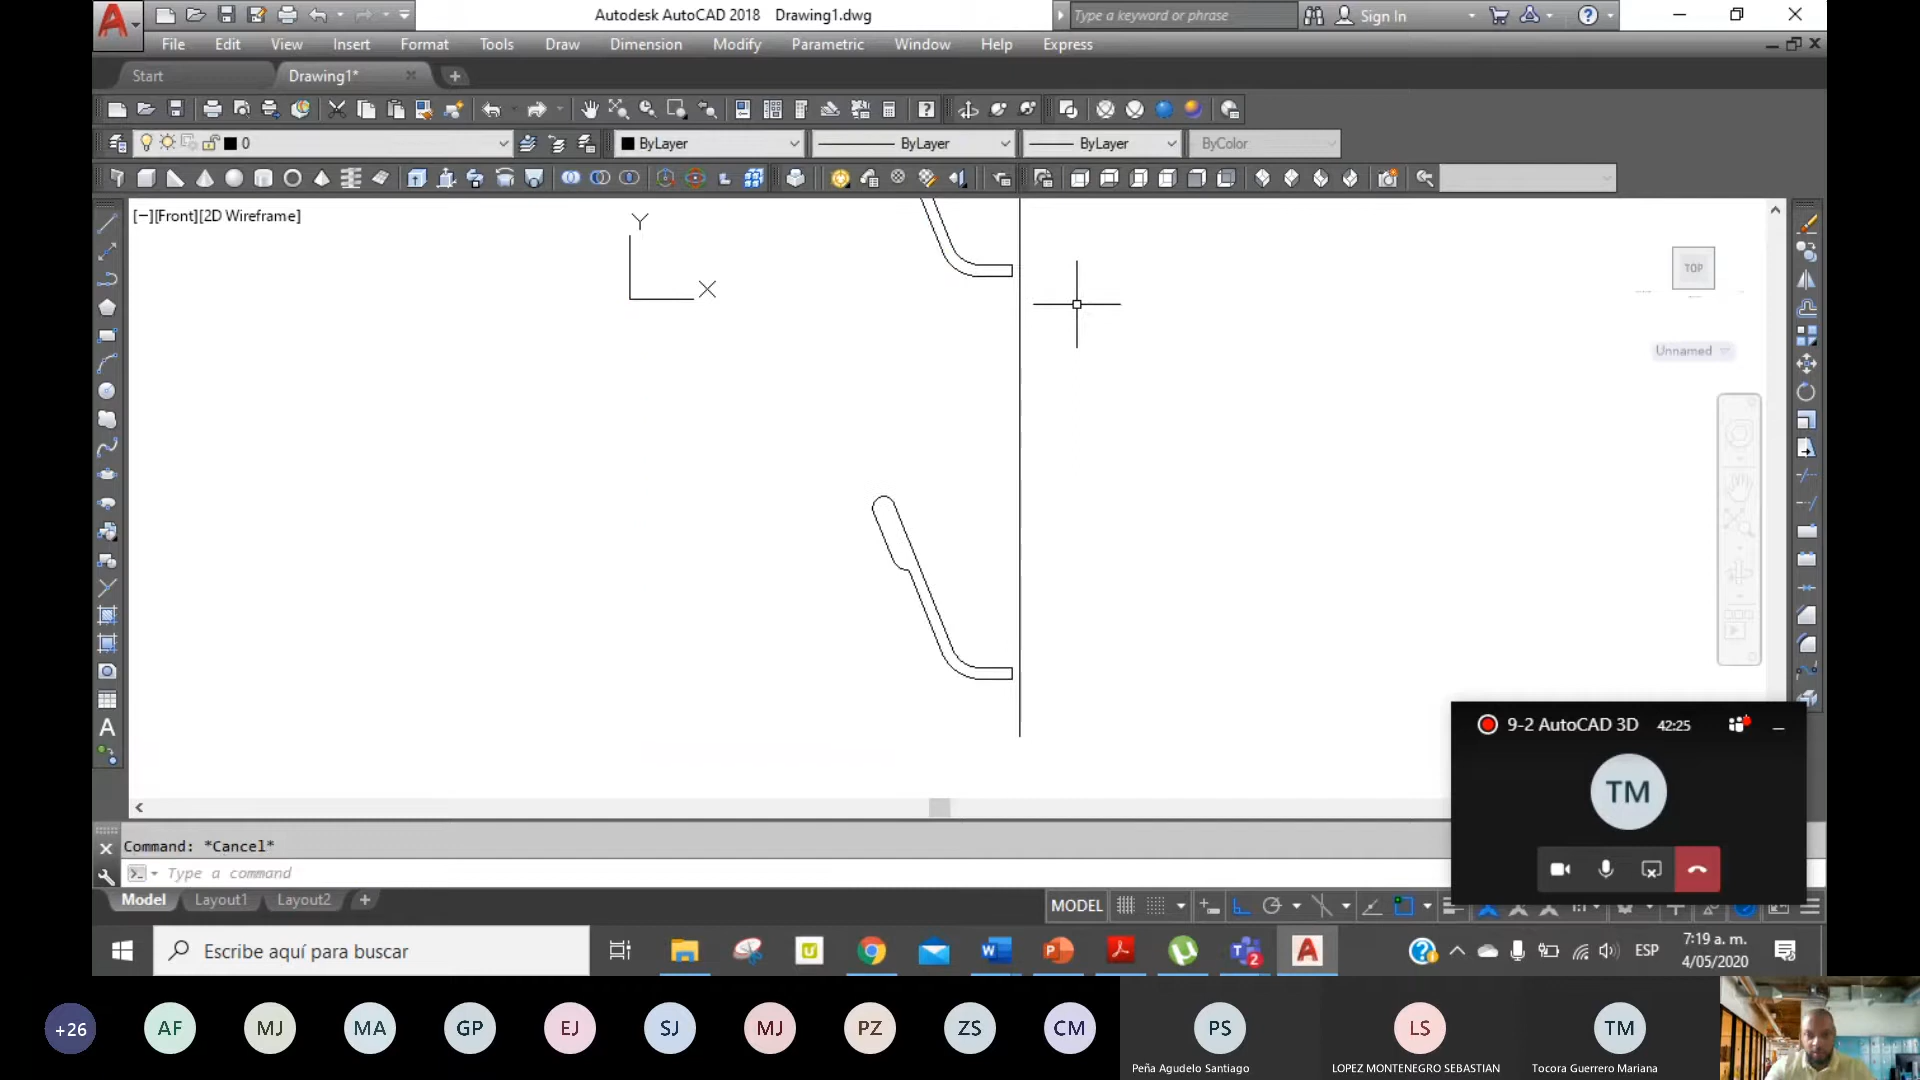 Autodesk AutoCAD 2018 Drawing1.dwg
Type a keyword or phrase
Sign In
File Edit View Insert Format Tools Draw Dimension Modify Parametric Window Help Express
Start Drawing1*
0 ByLayer ByLayer ByLayer ByColor
[−][Front][2D Wireframe]
Y
X
TOP
Unnamed
9-2 AutoCAD 3D 42:25
TM
Command: *Cancel*
Type a command
Model Layout1 Layout2
MODEL
Escribe aquí para buscar
ESP
7:19 a. m.
4/05/2020
+26 AF MJ MA GP EJ SJ MJ PZ ZS CM PS LS TM
Peña Agudelo Santiago LOPEZ MONTENEGRO SEBASTIAN Tocora Guerrero Mariana